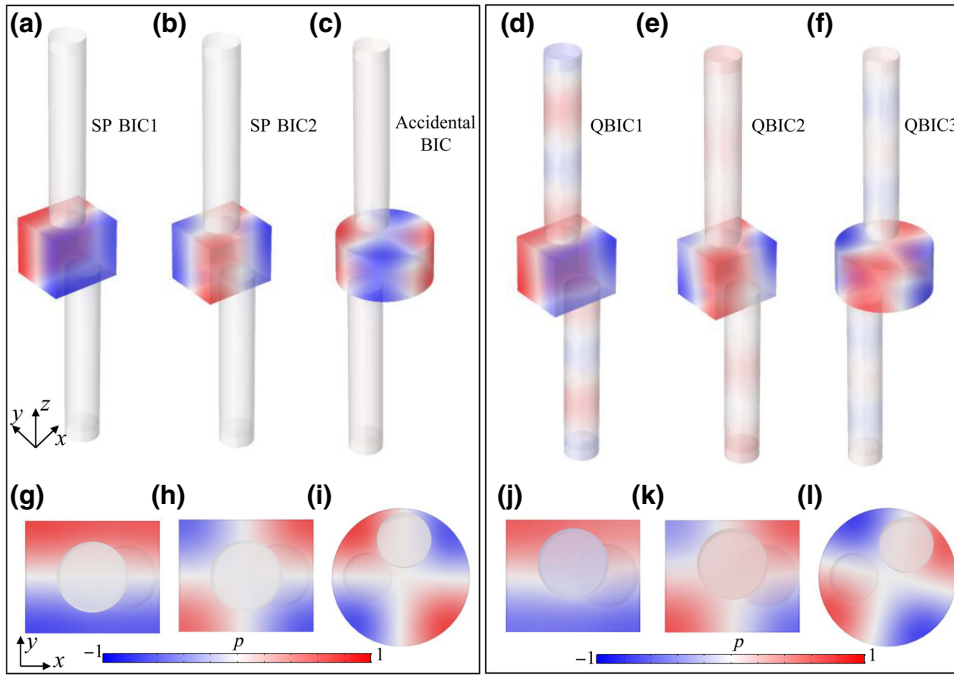 (a) (b) (c) (d) (e) (f)
SP BIC1 SP BIC2 Accidental BIC QBIC1 QBIC2 QBIC3
z
y x
(g) (h) (i) (j) (k) (l)
y
x
p p
−1 1 −1 1